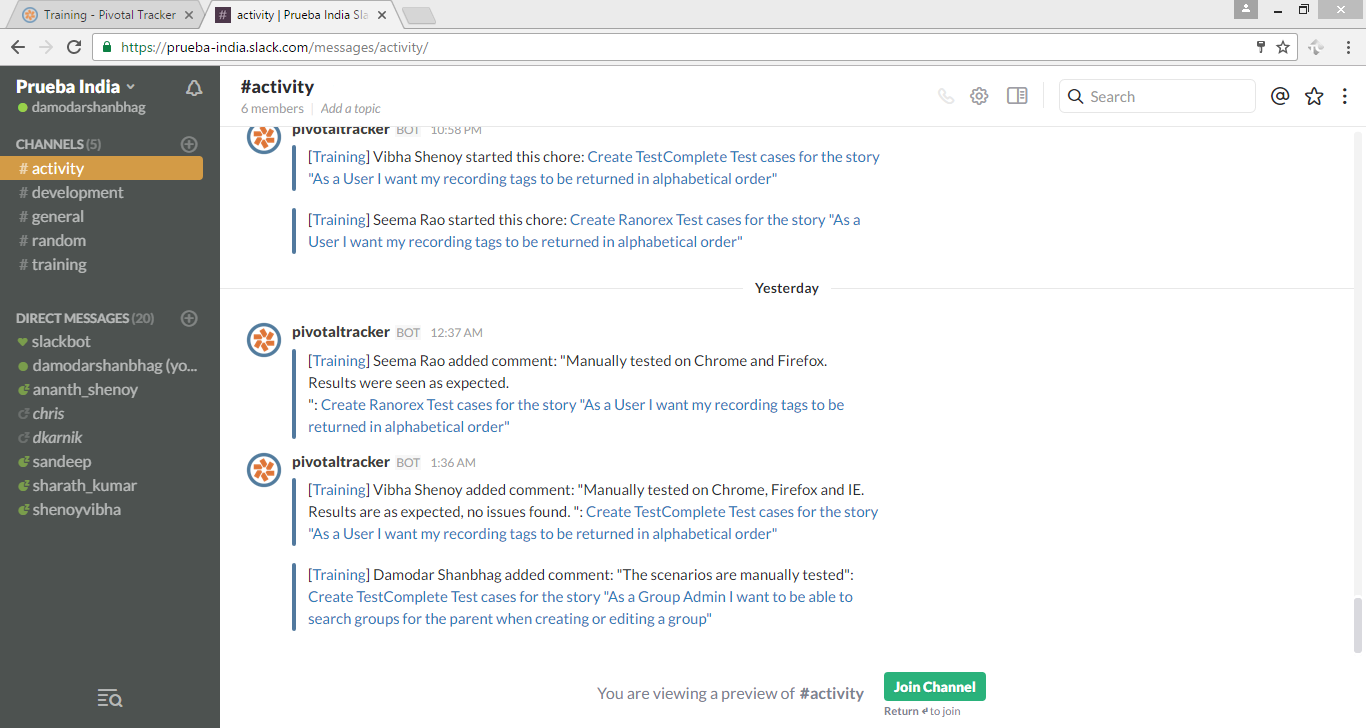 Training - Pivotal Tracker
activity | Prueba India Sla
https://prueba-india.slack.com/messages/activity/
Prueba India
damodarshanbhag
CHANNELS (5)
# activity
# development
# general
# random
# training
DIRECT MESSAGES (20)
slackbot
damodarshanbhag (yo...
ananth_shenoy
chris
dkarnik
sandeep
sharath_kumar
shenoyvibha
#activity
6 members | Add a topic
Search
pivotaltracker BOT 10:58 PM
[Training] Vibha Shenoy started this chore: Create TestComplete Test cases for the story
"As a User I want my recording tags to be returned in alphabetical order"
[Training] Seema Rao started this chore: Create Ranorex Test cases for the story "As a
User I want my recording tags to be returned in alphabetical order"
Yesterday
pivotaltracker BOT 12:37 AM
[Training] Seema Rao added comment: "Manually tested on Chrome and Firefox.
Results were seen as expected.
": Create Ranorex Test cases for the story "As a User I want my recording tags to be
returned in alphabetical order"
pivotaltracker BOT 1:36 AM
[Training] Vibha Shenoy added comment: "Manually tested on Chrome, Firefox and IE.
Results are as expected, no issues found. ": Create TestComplete Test cases for the story
"As a User I want my recording tags to be returned in alphabetical order"
[Training] Damodar Shanbhag added comment: "The scenarios are manually tested":
Create TestComplete Test cases for the story "As a Group Admin I want to be able to
search groups for the parent when creating or editing a group"
You are viewing a preview of #activity
Join Channel
Return ↵ to join